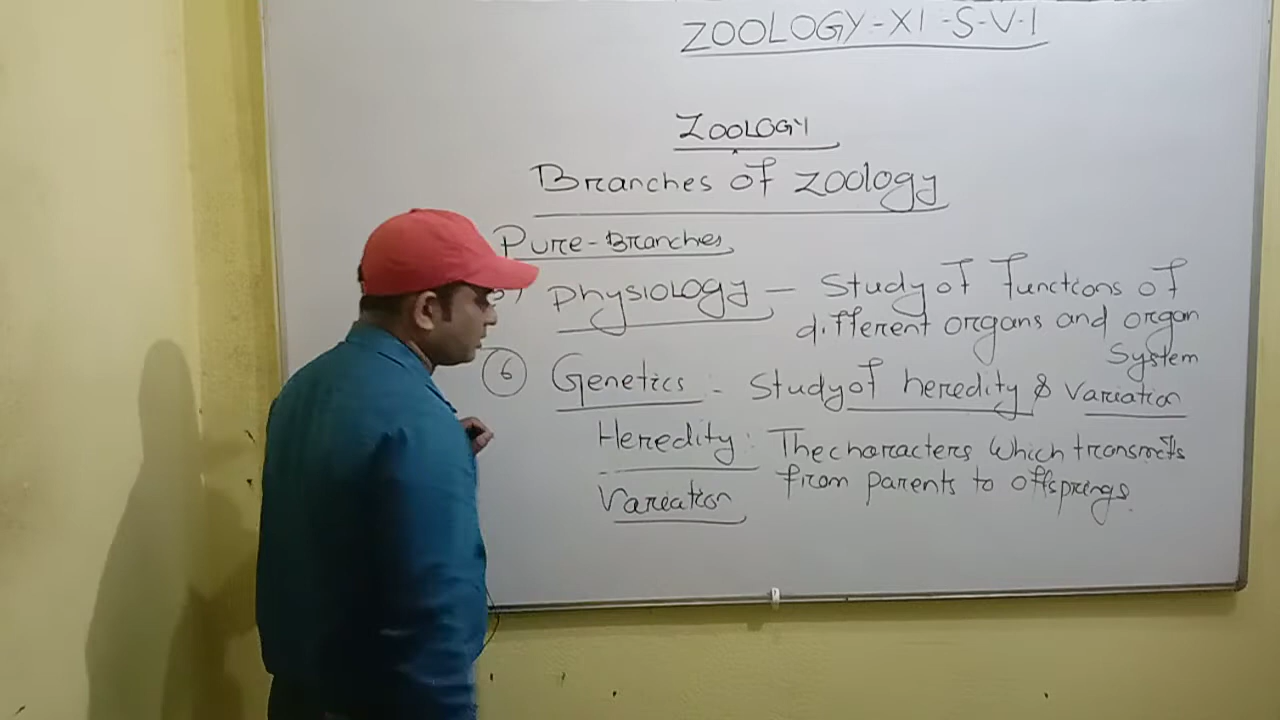 ZOOLOGY-XI-S-V-1
ZOOLOGY
Branches of zoology
Pure-Branches
5) Physiology — Study of functions of
different organs and organ
System
6 Genetics - Study of heredity & Variation
Heredity: The characters which transmits
from parents to offsprings.
Variation